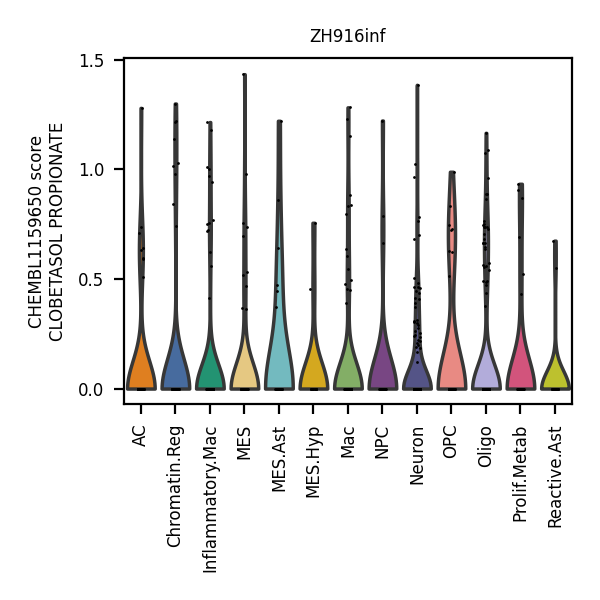 ZH916inf
CHEMBL1159650 score
CLOBETASOL PROPIONATE
1.5
1.0
0.5
0.0
AC
Chromatin.Reg
Inflammatory.Mac
MES
MES.Ast
MES.Hyp
Mac
NPC
Neuron
OPC
Oligo
Prolif.Metab
Reactive.Ast